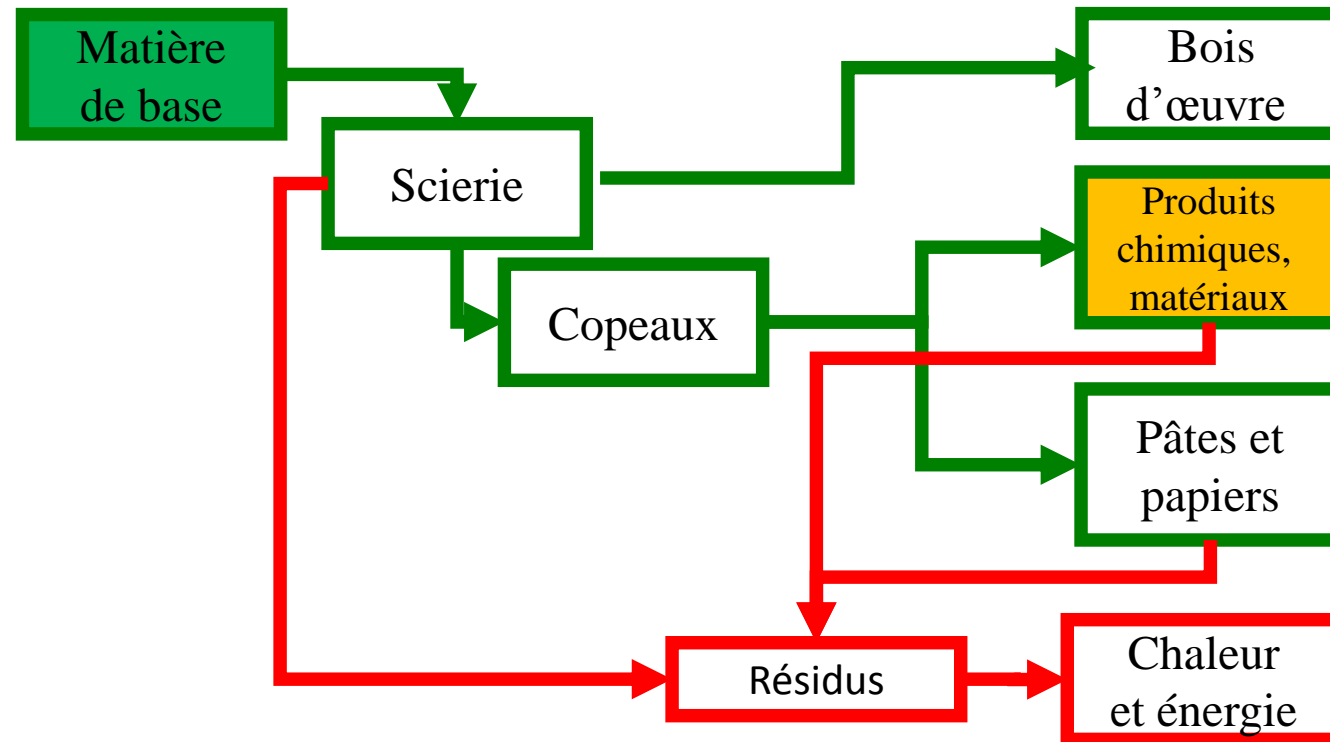 Matière
de base
Bois
d’œuvre
Scierie
Produits
chimiques,
matériaux
Copeaux
Pâtes et
papiers
Résidus
Chaleur
et énergie